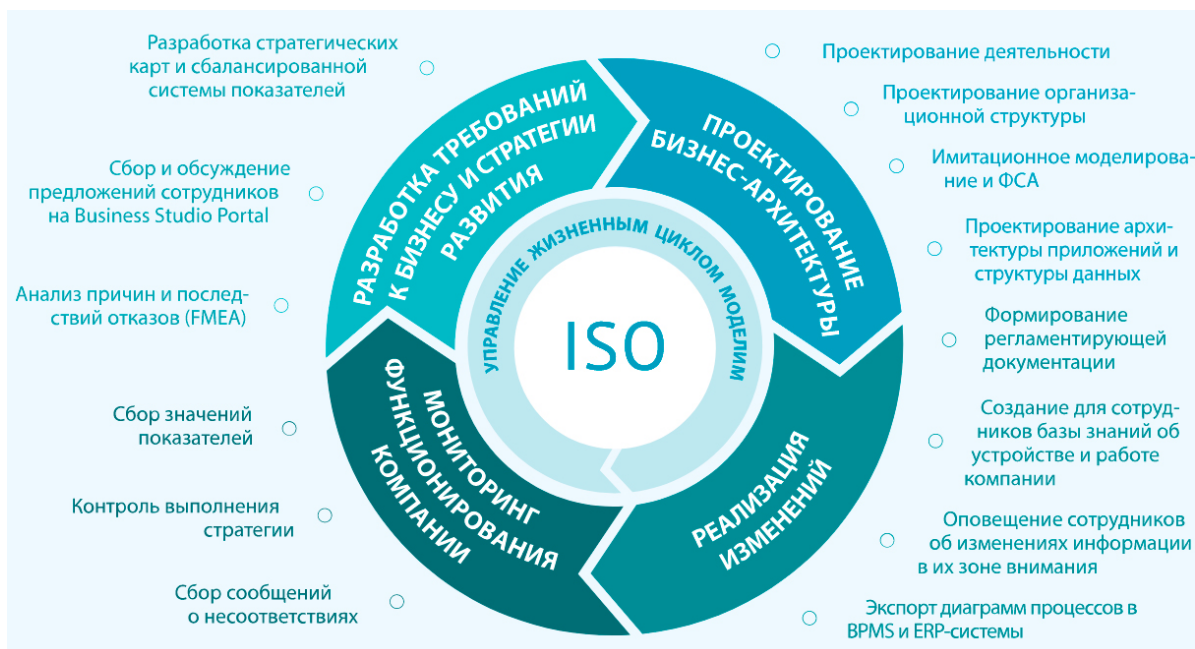 Разработка стратегических
карт и сбалансированной
системы показателей
Сбор и обсуждение
предложений сотрудников
на Business Studio Portal
Анализ причин и послед-
ствий отказов (FMEA)
Сбор значений
показателей
Контроль выполнения
стратегии
Сбор сообщений
о несоответствиях
РАЗРАБОТКА ТРЕБОВАНИЙ
К БИЗНЕСУ И СТРАТЕГИИ
РАЗВИТИЯ
ПРОЕКТИРОВАНИЕ
БИЗНЕС-АРХИТЕКТУРЫ
РЕАЛИЗАЦИЯ
ИЗМЕНЕНИЙ
МОНИТОРИНГ
ФУНКЦИОНИРОВАНИЯ
КОМПАНИИ
УПРАВЛЕНИЕ ЖИЗНЕННЫМ ЦИКЛОМ МОДЕЛИМ
ISO
Проектирование деятельности
Проектирование организа-
ционной структуры
Имитационное моделирова-
ние и ФСА
Проектирование архи-
тектуры приложений и
структуры данных
Формирование
регламентирующей
документации
Создание для сотруд-
ников базы знаний об
устройстве и работе
компании
Оповещение сотрудников
об изменениях информации
в их зоне внимания
Экспорт диаграмм процессов в
BPMS и ERP-системы